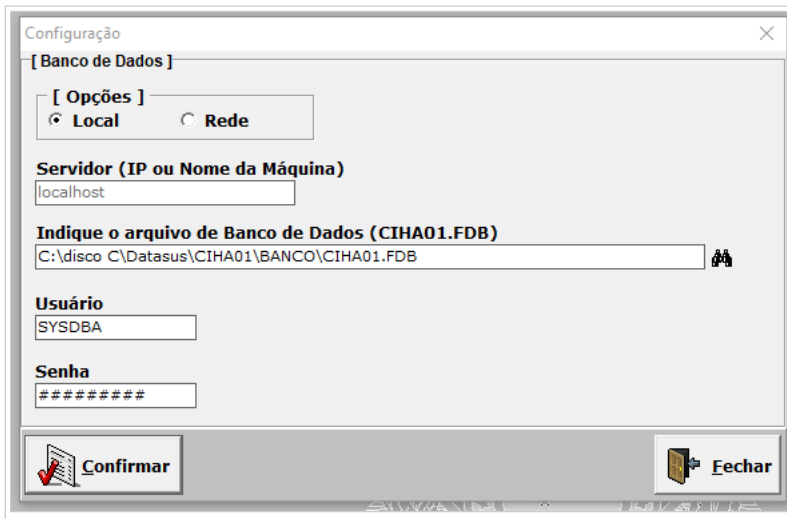 Configuração
[ Banco de Dados ]
[ Opções ]
Local Rede
Servidor (IP ou Nome da Máquina)
localhost
Indique o arquivo de Banco de Dados (CIHA01.FDB)
C:\disco C\Datasus\CIHA01\BANCO\CIHA01.FDB
Usuário
SYSDBA
Senha
#########
Confirmar Fechar